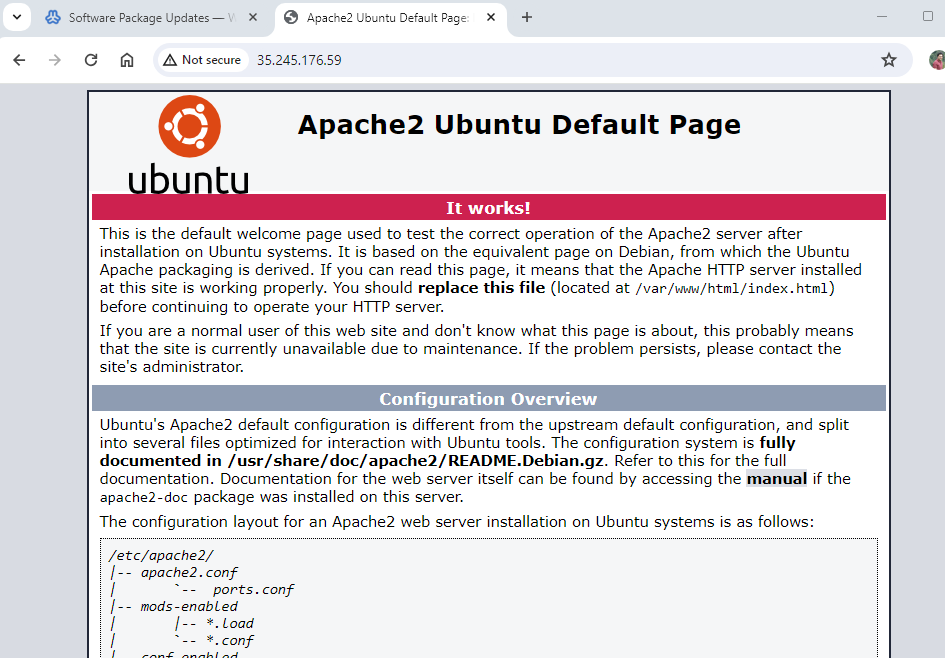 Software Package Updates — W
Apache2 Ubuntu Default Page:
Not secure
35.245.176.59
ubuntu
Apache2 Ubuntu Default Page
It works!
This is the default welcome page used to test the correct operation of the Apache2 server after
installation on Ubuntu systems. It is based on the equivalent page on Debian, from which the Ubuntu
Apache packaging is derived. If you can read this page, it means that the Apache HTTP server installed
at this site is working properly. You should replace this file (located at /var/www/html/index.html)
before continuing to operate your HTTP server.
If you are a normal user of this web site and don't know what this page is about, this probably means
that the site is currently unavailable due to maintenance. If the problem persists, please contact the
site's administrator.
Configuration Overview
Ubuntu's Apache2 default configuration is different from the upstream default configuration, and split
into several files optimized for interaction with Ubuntu tools. The configuration system is fully
documented in /usr/share/doc/apache2/README.Debian.gz. Refer to this for the full
documentation. Documentation for the web server itself can be found by accessing the manual if the
apache2-doc package was installed on this server.
The configuration layout for an Apache2 web server installation on Ubuntu systems is as follows:
/etc/apache2/
|-- apache2.conf
|       `--  ports.conf
|-- mods-enabled
|       |-- *.load
|       `-- *.conf
|-- conf-enabled